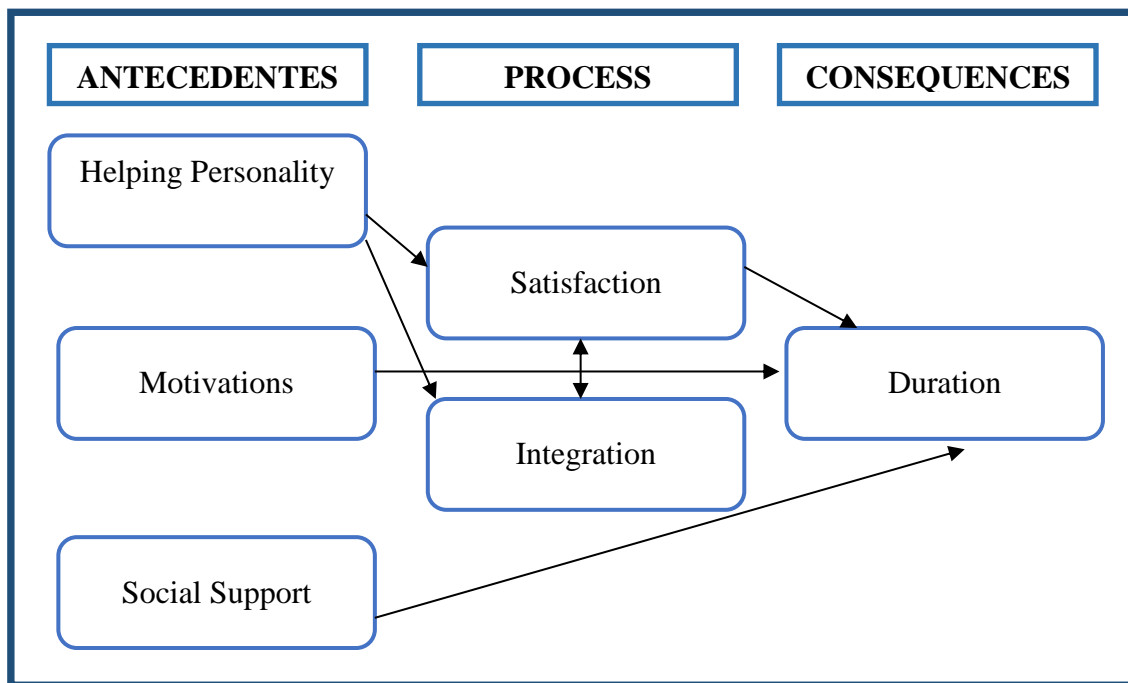 ANTECEDENTES
PROCESS
CONSEQUENCES
Helping Personality
Satisfaction
Motivations
Duration
Integration
Social Support